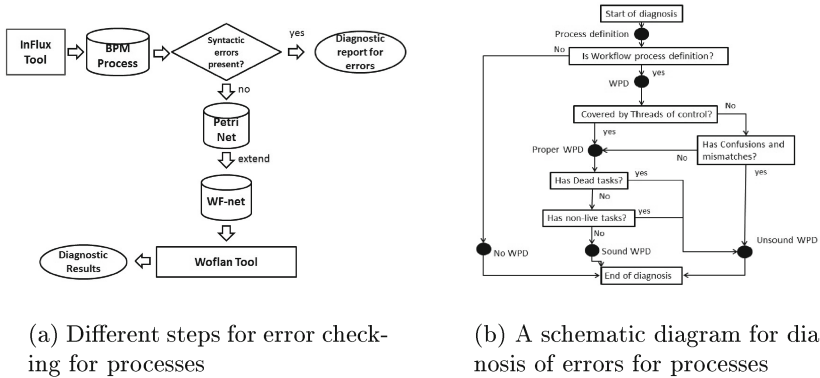 InFlux
Tool
BPM
Process
Syntactic
errors
present?
yes
Diagnostic
report for
errors
no
Petri
Net
extend
WF-net
Woflan Tool
Diagnostic
Results
(a) Different steps for error check-
ing for processes
Start of diagnosis
Process definition
Is Workflow process definition?
No
yes
WPD
Covered by Threads of control?
No
yes
Has Confusions and
mismatches?
Proper WPD
No
yes
Has Dead tasks?
yes
No
Has non-live tasks?
yes
No
No WPD
Sound WPD
Unsound WPD
End of diagnosis
(b) A schematic diagram for dia
nosis of errors for processes